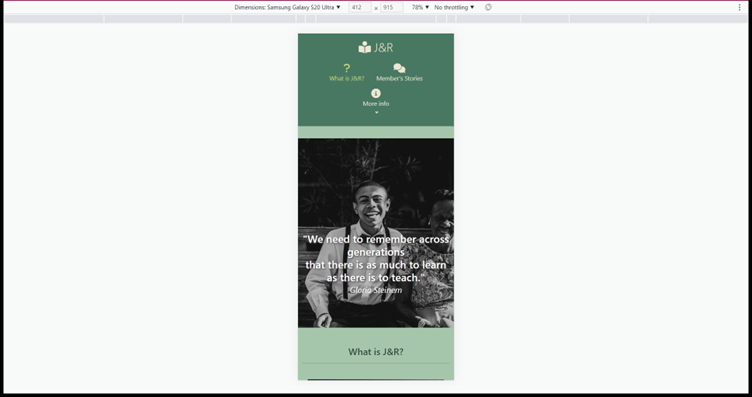 Dimensions: Samsung Galaxy S20 Ultra ▼ 412 × 915 78% ▼ No throttling ▼
J&R
?
What is J&R? Member's Stories
More info
"We need to remember across
generations
that there is as much to learn
as there is to teach."
Gloria Steinem
What is J&R?